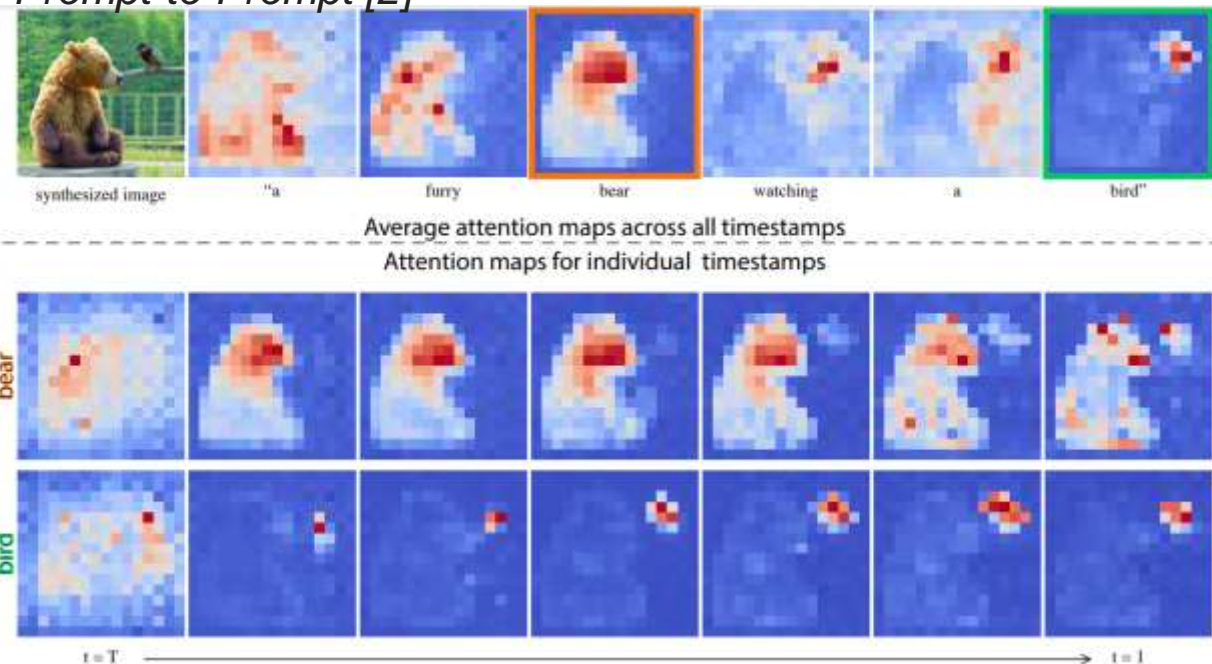 Prompt-to-Prompt [2]
synthesized image "a furry bear watching a bird"
Average attention maps across all timestamps
Attention maps for individual timestamps
bear
bird
t = T t = 1